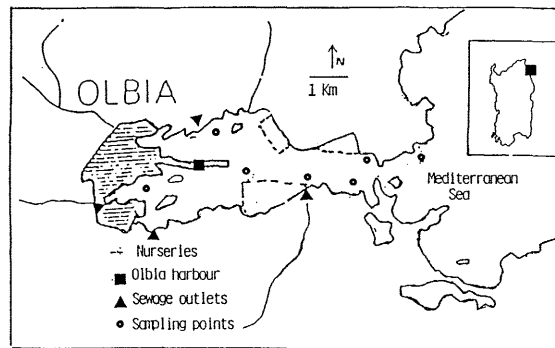 OLBIA
N
1 Km
Mediterranean
Sea
Nurseries
Olbia harbour
Sewage outlets
Sampling points